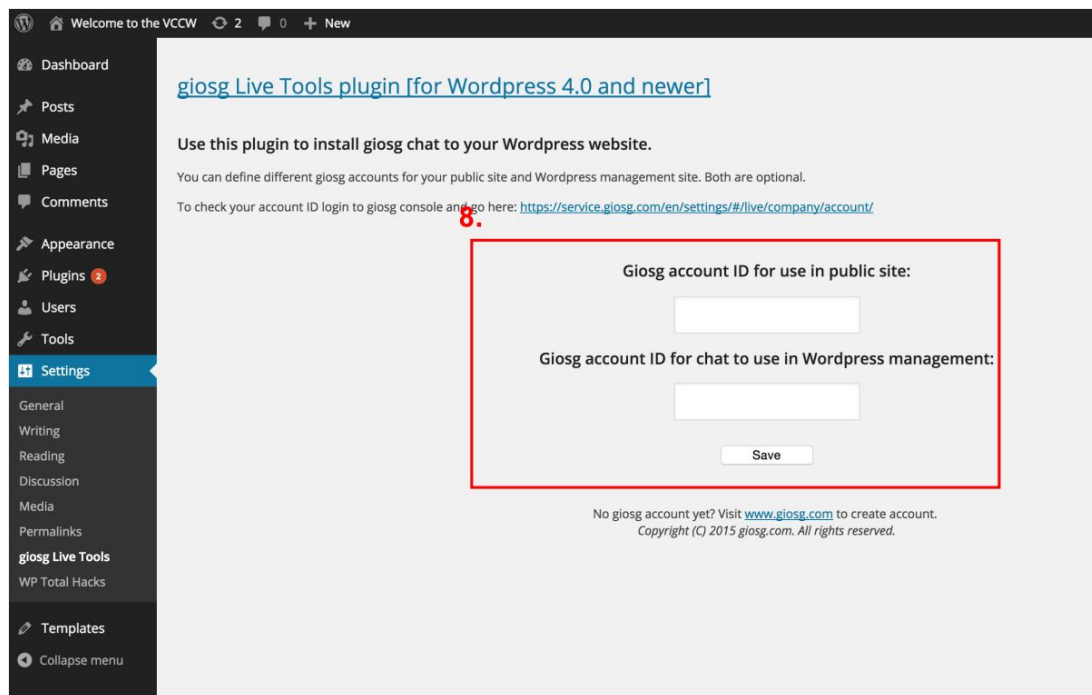 Welcome to the VCCW 2 0 + New
Dashboard
Posts
Media
Pages
Comments
Appearance
Plugins 2
Users
Tools
Settings
General
Writing
Reading
Discussion
Media
Permalinks
giosg Live Tools
WP Total Hacks
Templates
Collapse menu
giosg Live Tools plugin [for Wordpress 4.0 and newer]
Use this plugin to install giosg chat to your Wordpress website.
You can define different giosg accounts for your public site and Wordpress management site. Both are optional.
To check your account ID login to giosg console and go here: https://service.giosg.com/en/settings/#/live/company/account/
8.
Giosg account ID for use in public site:
Giosg account ID for chat to use in Wordpress management:
Save
No giosg account yet? Visit www.giosg.com to create account.
Copyright (C) 2015 giosg.com. All rights reserved.